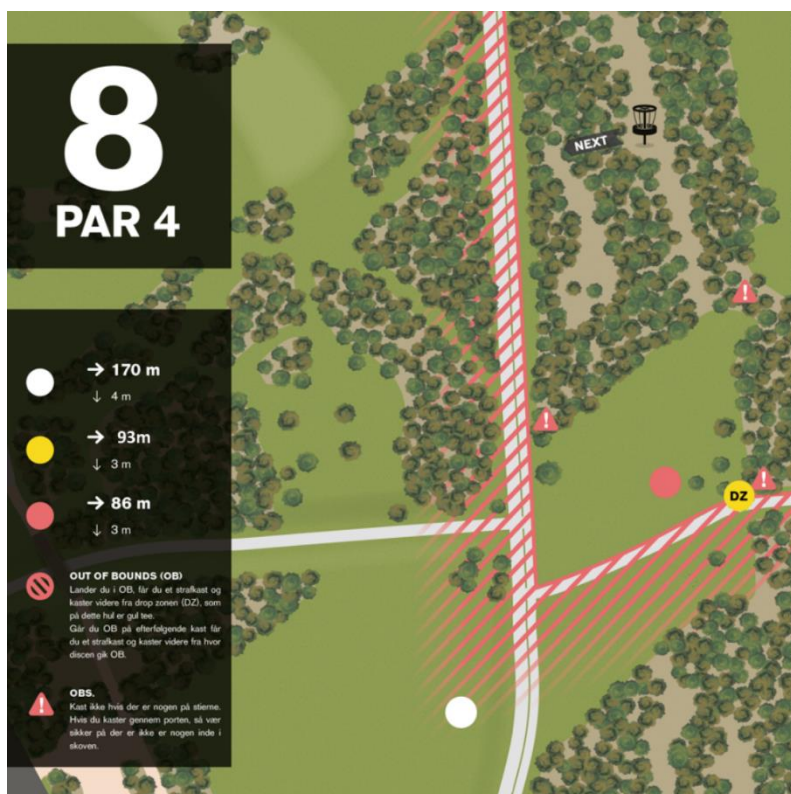 8
PAR 4
NEXT
→ 170 m
↓ 4 m
→ 93m
↓ 3 m
→ 86 m
↓ 3 m
DZ
OUT OF BOUNDS (OB)
Lander du i OB, får du et strafkast og
kaster videre fra drop zonen (DZ), som
på dette hul er gul tee.
Går du OB på efterfølgende kast får
du et strafkast og kaster videre fra hvor
discen gik OB.
OBS.
Kast ikke hvis der er nogen på stierne.
Hvis du kaster gennem porten, så vær
sikker på der er ikke er nogen inde i
skoven.